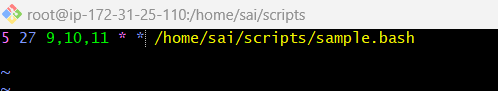 root@ip-172-31-25-110:/home/sai/scripts
5 27 9,10,11 * * /home/sai/scripts/sample.bash
~
~